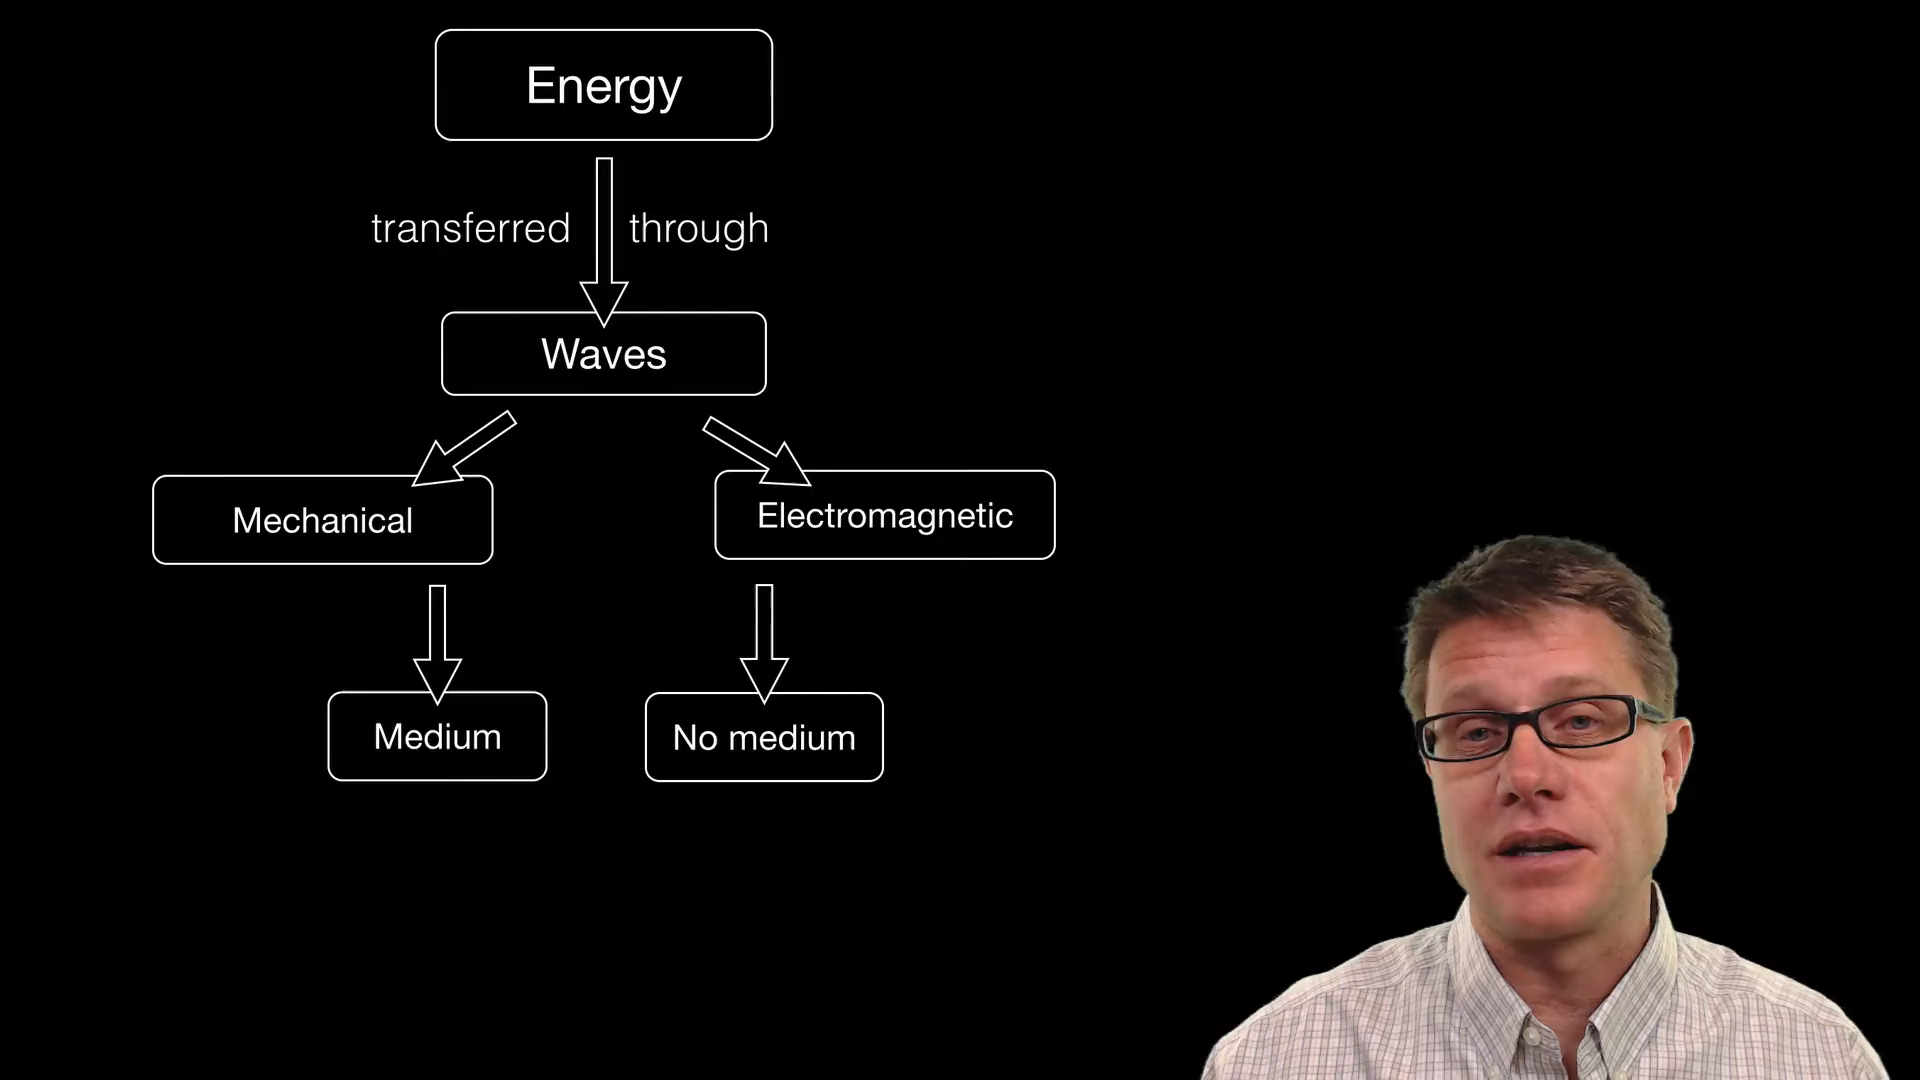 Energy
transferred through
Waves
Mechanical
Electromagnetic
Medium
No medium